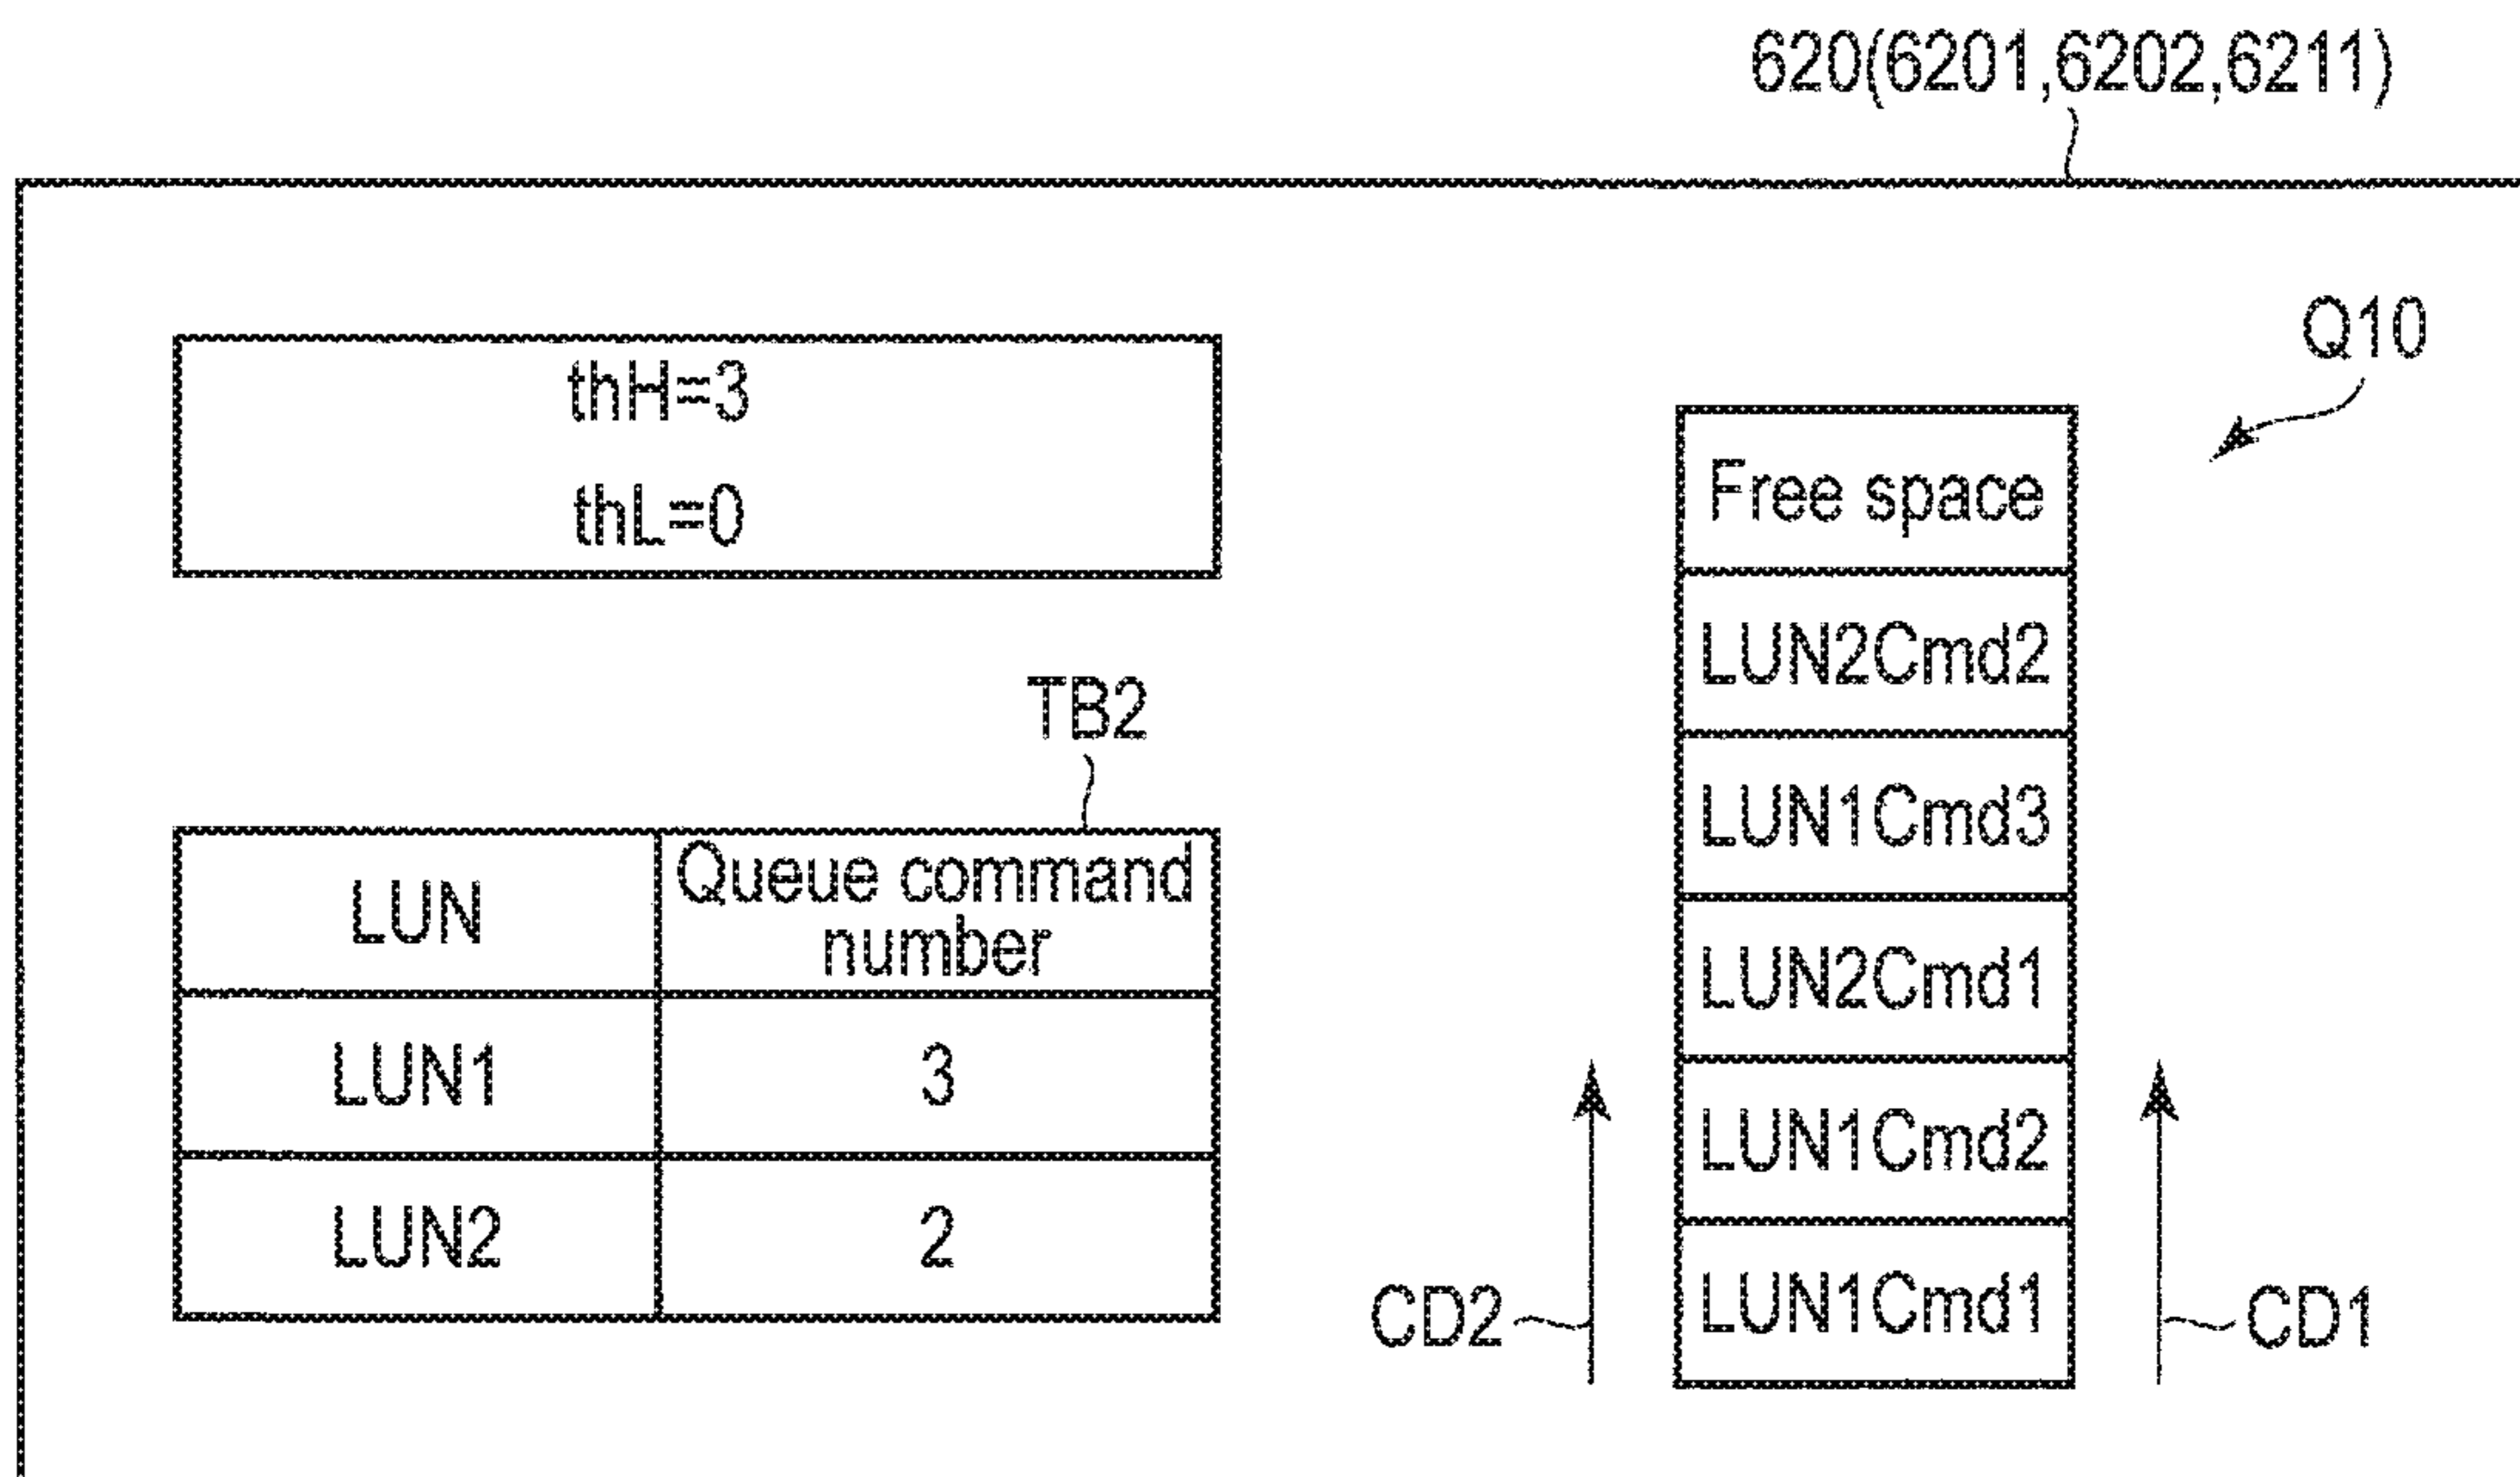 620(6201,6202,6211)
Q10
thH=3
thL=0
TB2
LUN
Queue command
number
LUN1
3
LUN2
2
Free space
LUN2Cmd2
LUN1Cmd3
LUN2Cmd1
LUN1Cmd2
LUN1Cmd1
CD2
CD1